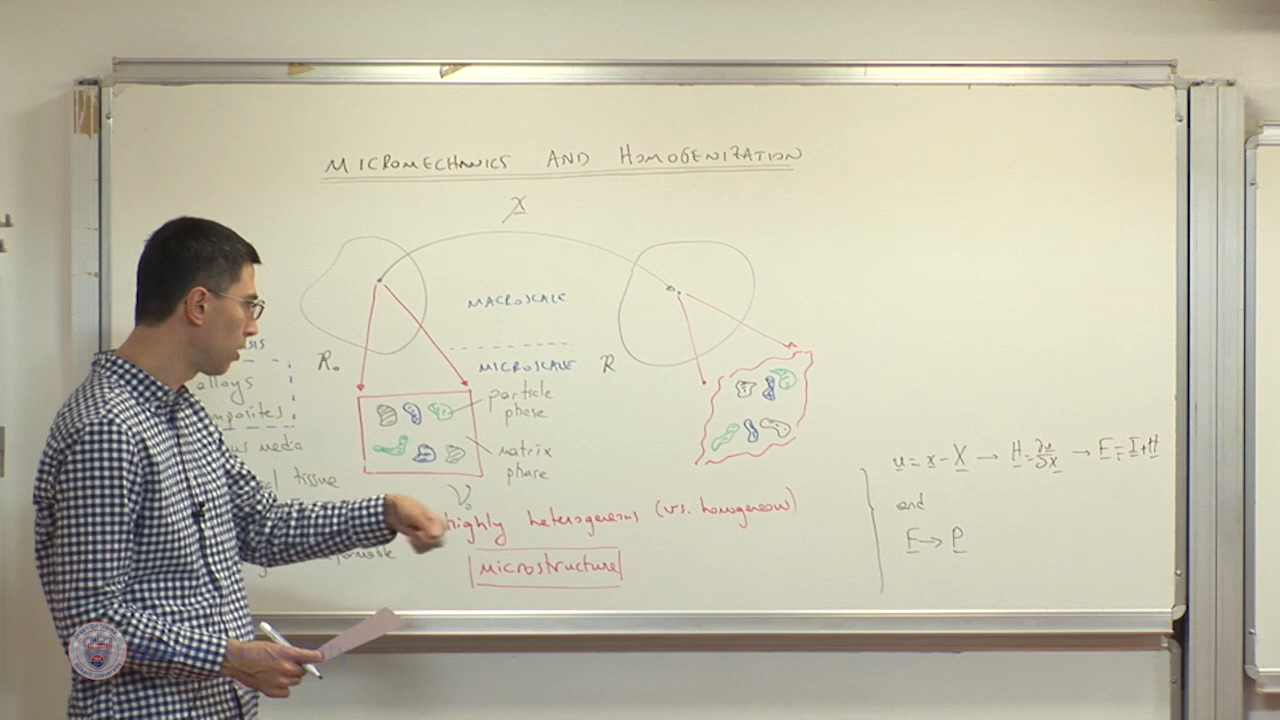 MICROMECHANICS AND HOMOGENIZATION
χ
MACROSCALE
R₀
MICROSCALE
R
alloys
particle
phase
matrix
phase
media
tissue
V₀
highly heterogeneous (vs. homogeneous)
microstructure
u = x - X → H = ∂u/∂X → F = I + H
and
F → P